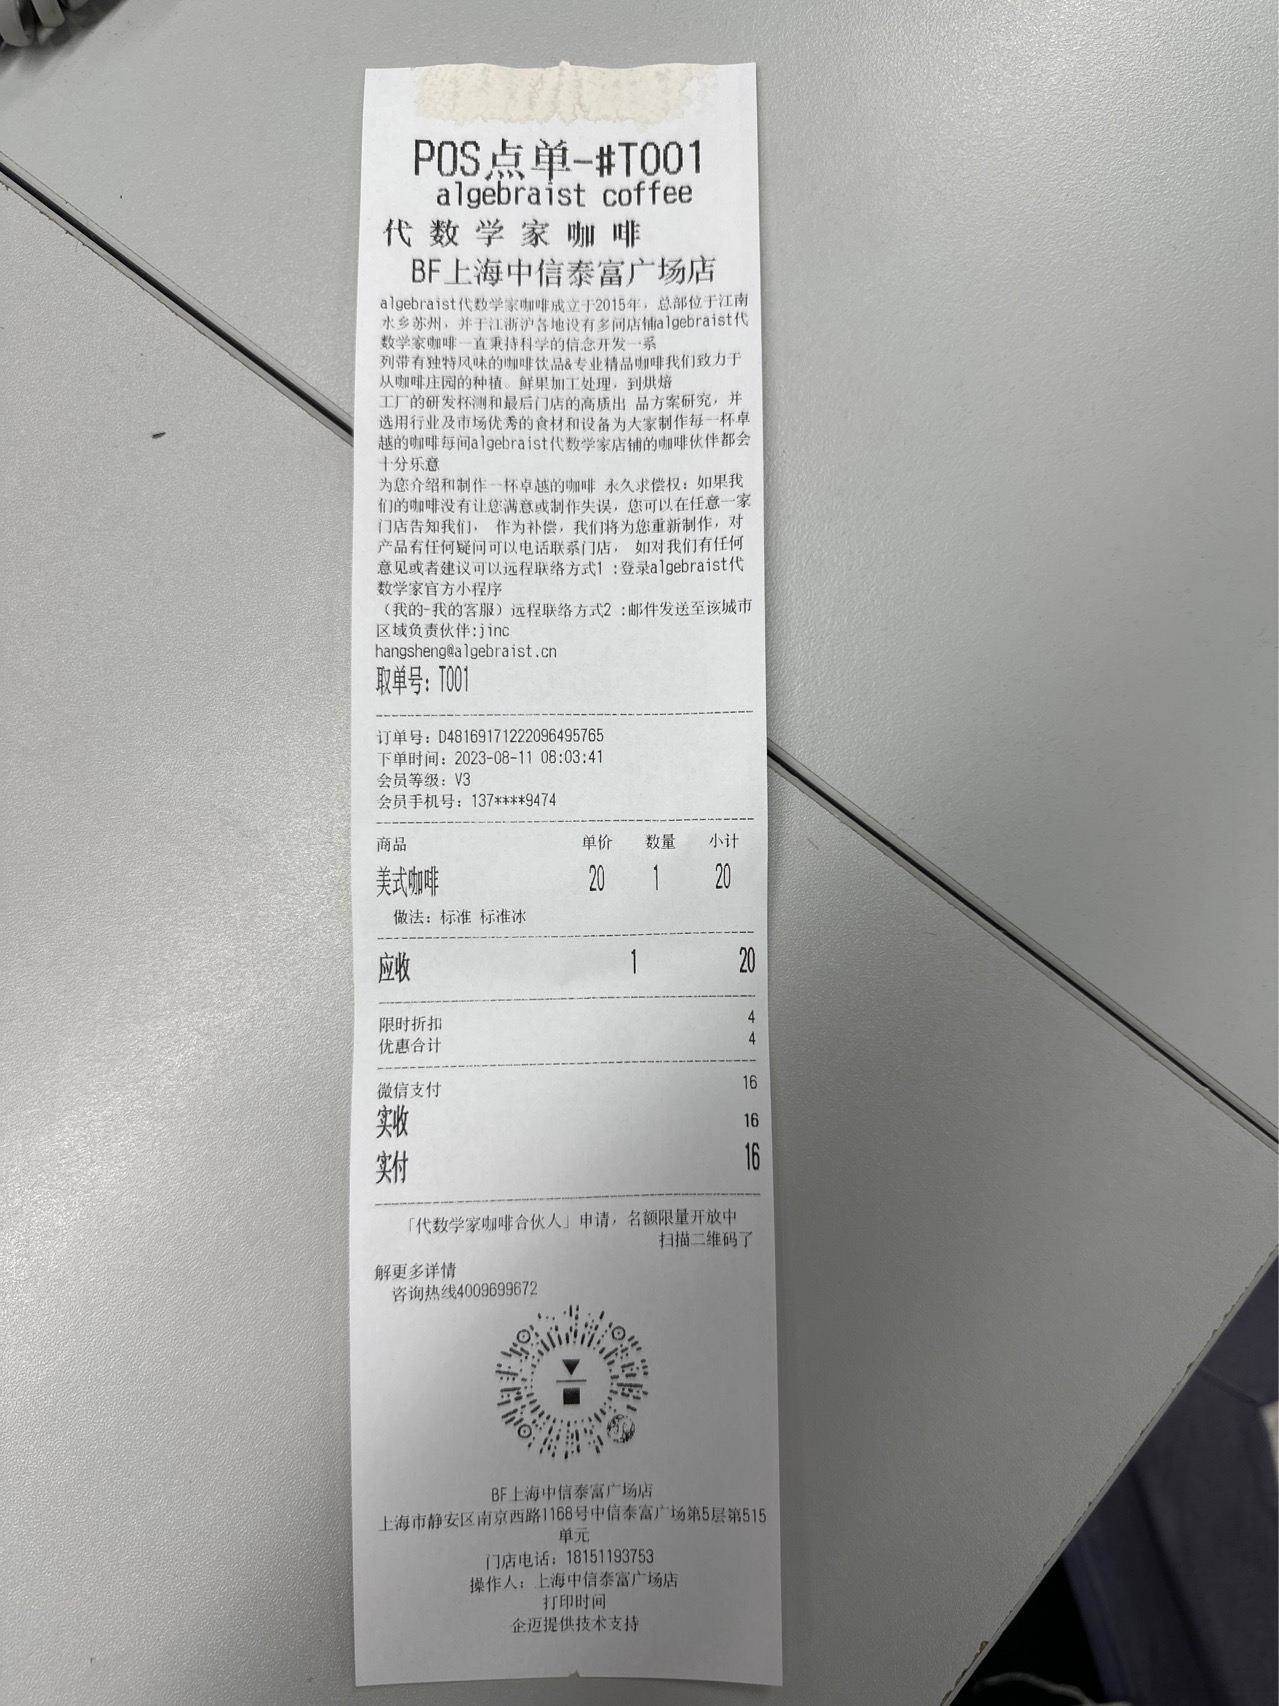 POS点单-#T001
algebraist coffee
代数学家咖啡
BF上海中信泰富广场店
algebraist代数学家咖啡成立于2015年，总部位于江南
水乡苏州，并于江浙沪各地设有多间店铺algebraist代
数学家咖啡一直秉持科学的信念开发一系
列带有独特风味的咖啡饮品&专业精品咖啡我们致力于
从咖啡庄园的种植。鲜果加工处理，到烘焙
工厂的研发杯测和最后门店的高质出 品方案研究，并
选用行业及市场优秀的食材和设备为大家制作每一杯卓
越的咖啡每间algebraist代数学家店铺的咖啡伙伴都会
十分乐意
为您介绍和制作一杯卓越的咖啡 永久求偿权：如果我
们的咖啡没有让您满意或制作失误，您可以在任意一家
门店告知我们， 作为补偿，我们将为您重新制作，对
产品有任何疑问可以电话联系门店， 如对我们有任何
意见或者建议可以远程联络方式1 :登录algebraist代
数学家官方小程序
（我的-我的客服）远程联络方式2 :邮件发送至该城市
区域负责伙伴:jinc
hangsheng@algebraist.cn
取单号：T001
订单号：D48169171222096495765
下单时间：2023-08-11 08:03:41
会员等级：V3
会员手机号：137****9474
商品 单价 数量 小计
美式咖啡 20 1 20
做法：标准 标准冰
应收 1 20
限时折扣 4
优惠合计 4
微信支付 16
实收 16
实付 16
「代数学家咖啡合伙人」申请，名额限量开放中
扫描二维码了
解更多详情
咨询热线4009699672
BF上海中信泰富广场店
上海市静安区南京西路1168号中信泰富广场第5层第515
单元
门店电话：18151193753
操作人：上海中信泰富广场店
打印时间
企迈提供技术支持